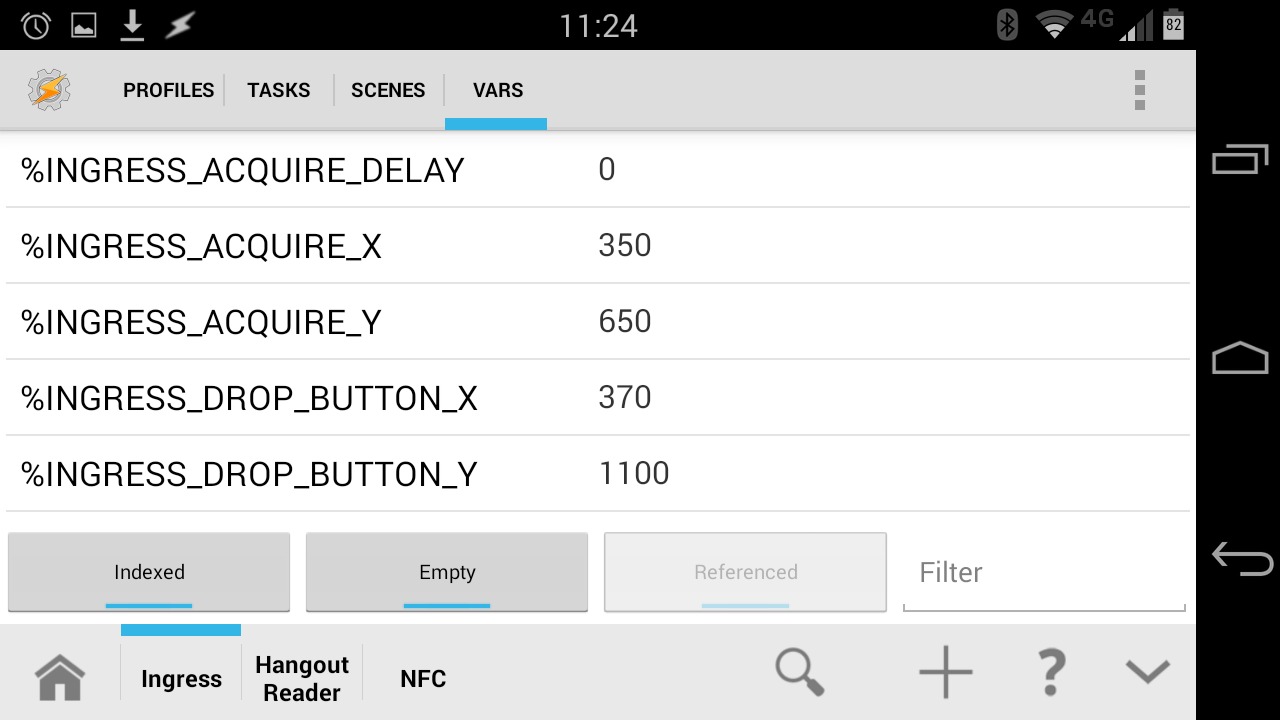 11:24
4G
82
PROFILES TASKS SCENES VARS
%INGRESS_ACQUIRE_DELAY 0
%INGRESS_ACQUIRE_X 350
%INGRESS_ACQUIRE_Y 650
%INGRESS_DROP_BUTTON_X 370
%INGRESS_DROP_BUTTON_Y 1100
Indexed Empty Referenced Filter
Ingress
Hangout
Reader
NFC
?